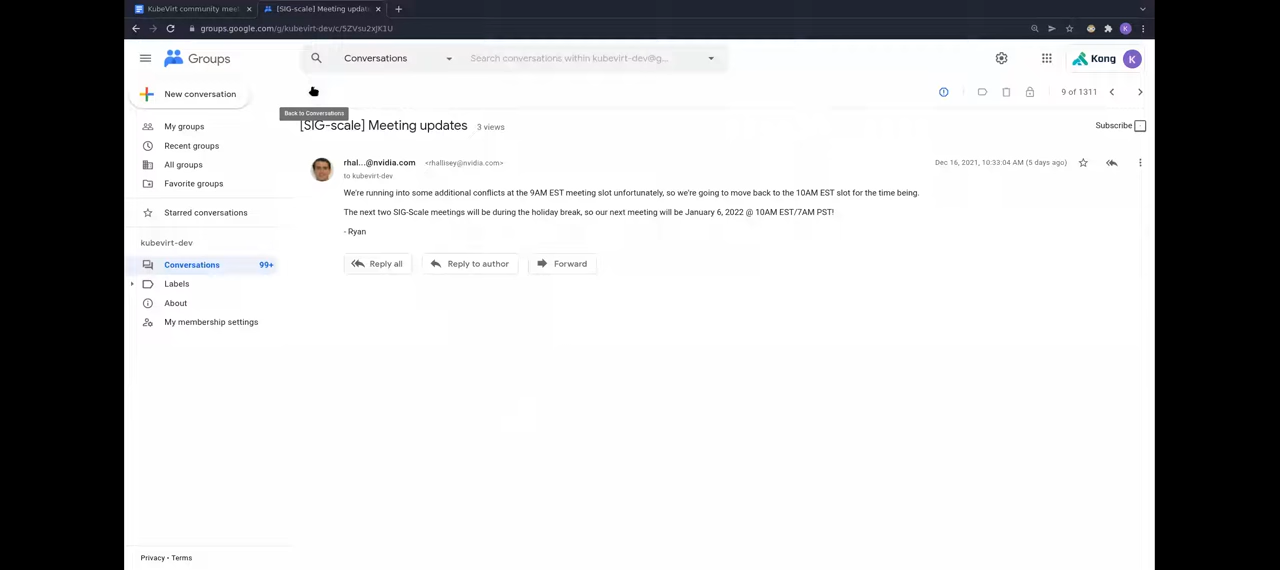 KubeVirt community meet
[SIG-scale] Meeting update
groups.google.com/g/kubevirt-dev/c/5ZVsu2xjK1U
K
Groups
Conversations
Search conversations within kubevirt-dev@g...
Kong
K
New conversation
9 of 1311
Back to Conversations
My groups
Recent groups
All groups
Favorite groups
Starred conversations
kubevirt-dev
Conversations 99+
Labels
About
My membership settings
[SIG-scale] Meeting updates 3 views
Subscribe
rhal...@nvidia.com <rhallisey@nvidia.com>
Dec 16, 2021, 10:33:04 AM (5 days ago)
to kubevirt-dev
We're running into some additional conflicts at the 9AM EST meeting slot unfortunately, so we're going to move back to the 10AM EST slot for the time being.
The next two SIG-Scale meetings will be during the holiday break, so our next meeting will be January 6, 2022 @ 10AM EST/7AM PST!
- Ryan
Reply all
Reply to author
Forward
Privacy • Terms